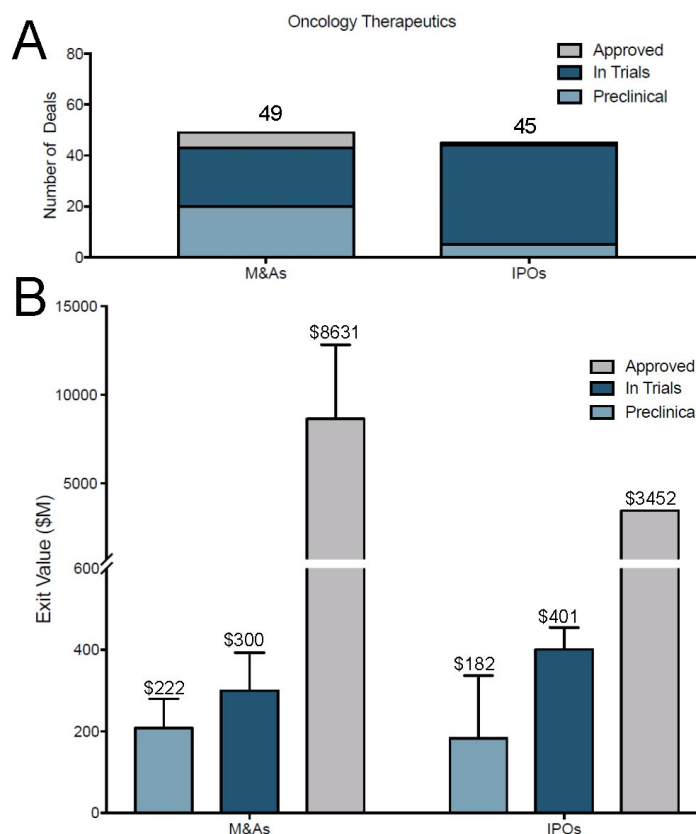 A
Oncology Therapeutics
Approved
In Trials
Preclinical
Number of Deals
80
60
40
20
0
49
45
M&As
IPOs
B
Approved
In Trials
Preclinica
Exit Value ($M)
15000
10000
5000
600
400
200
0
$8631
$3452
$300
$401
$222
$182
M&As
IPOs